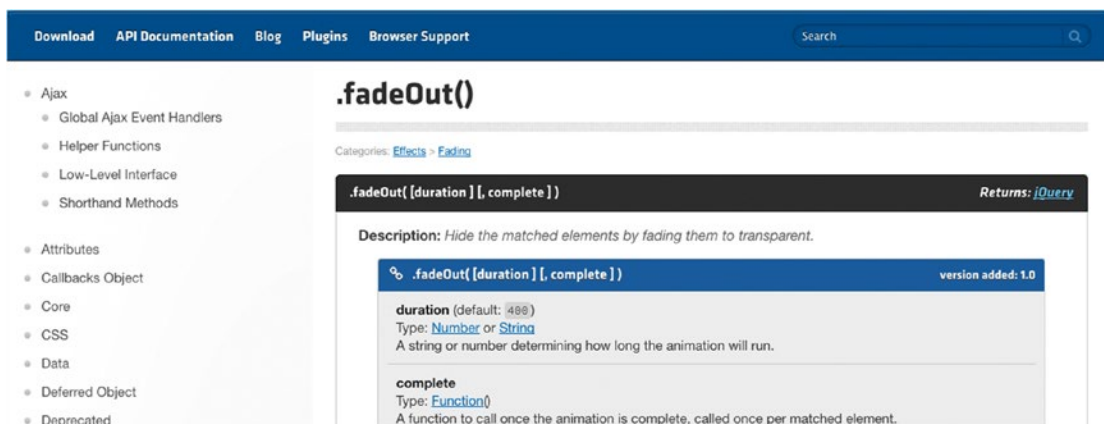 Download API Documentation Blog Plugins Browser Support Search
Ajax
Global Ajax Event Handlers
Helper Functions
Low-Level Interface
Shorthand Methods
Attributes
Callbacks Object
Core
CSS
Data
Deferred Object
Deprecated
.fadeOut()
Categories: Effects > Fading
.fadeOut( [duration ] [, complete ] ) Returns: jQuery
Description: Hide the matched elements by fading them to transparent.
.fadeOut( [duration ] [, complete ] ) version added: 1.0
duration (default: 400)
Type: Number or String
A string or number determining how long the animation will run.
complete
Type: Function()
A function to call once the animation is complete, called once per matched element.